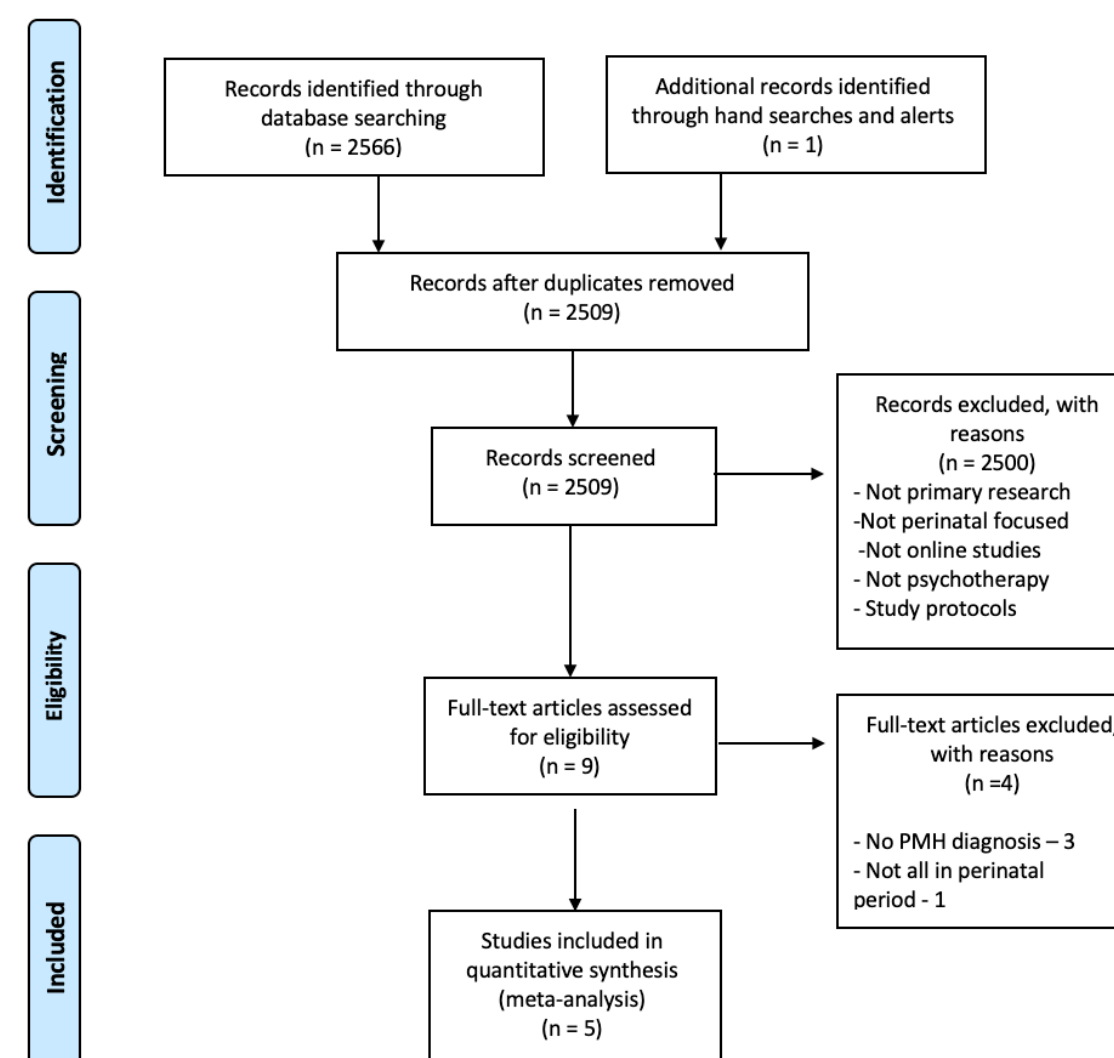 Identification
Records identified through
database searching
(n = 2566)
Additional records identified
through hand searches and alerts
(n = 1)
Records after duplicates removed
(n = 2509)
Screening
Records screened
(n = 2509)
Records excluded, with
reasons
(n = 2500)
- Not primary research
-Not perinatal focused
-Not online studies
- Not psychotherapy
- Study protocols
Eligibility
Full-text articles assessed
for eligibility
(n = 9)
Full-text articles excluded,
with reasons
(n =4)
- No PMH diagnosis – 3
- Not all in perinatal
period - 1
Included
Studies included in
quantitative synthesis
(meta-analysis)
(n = 5)